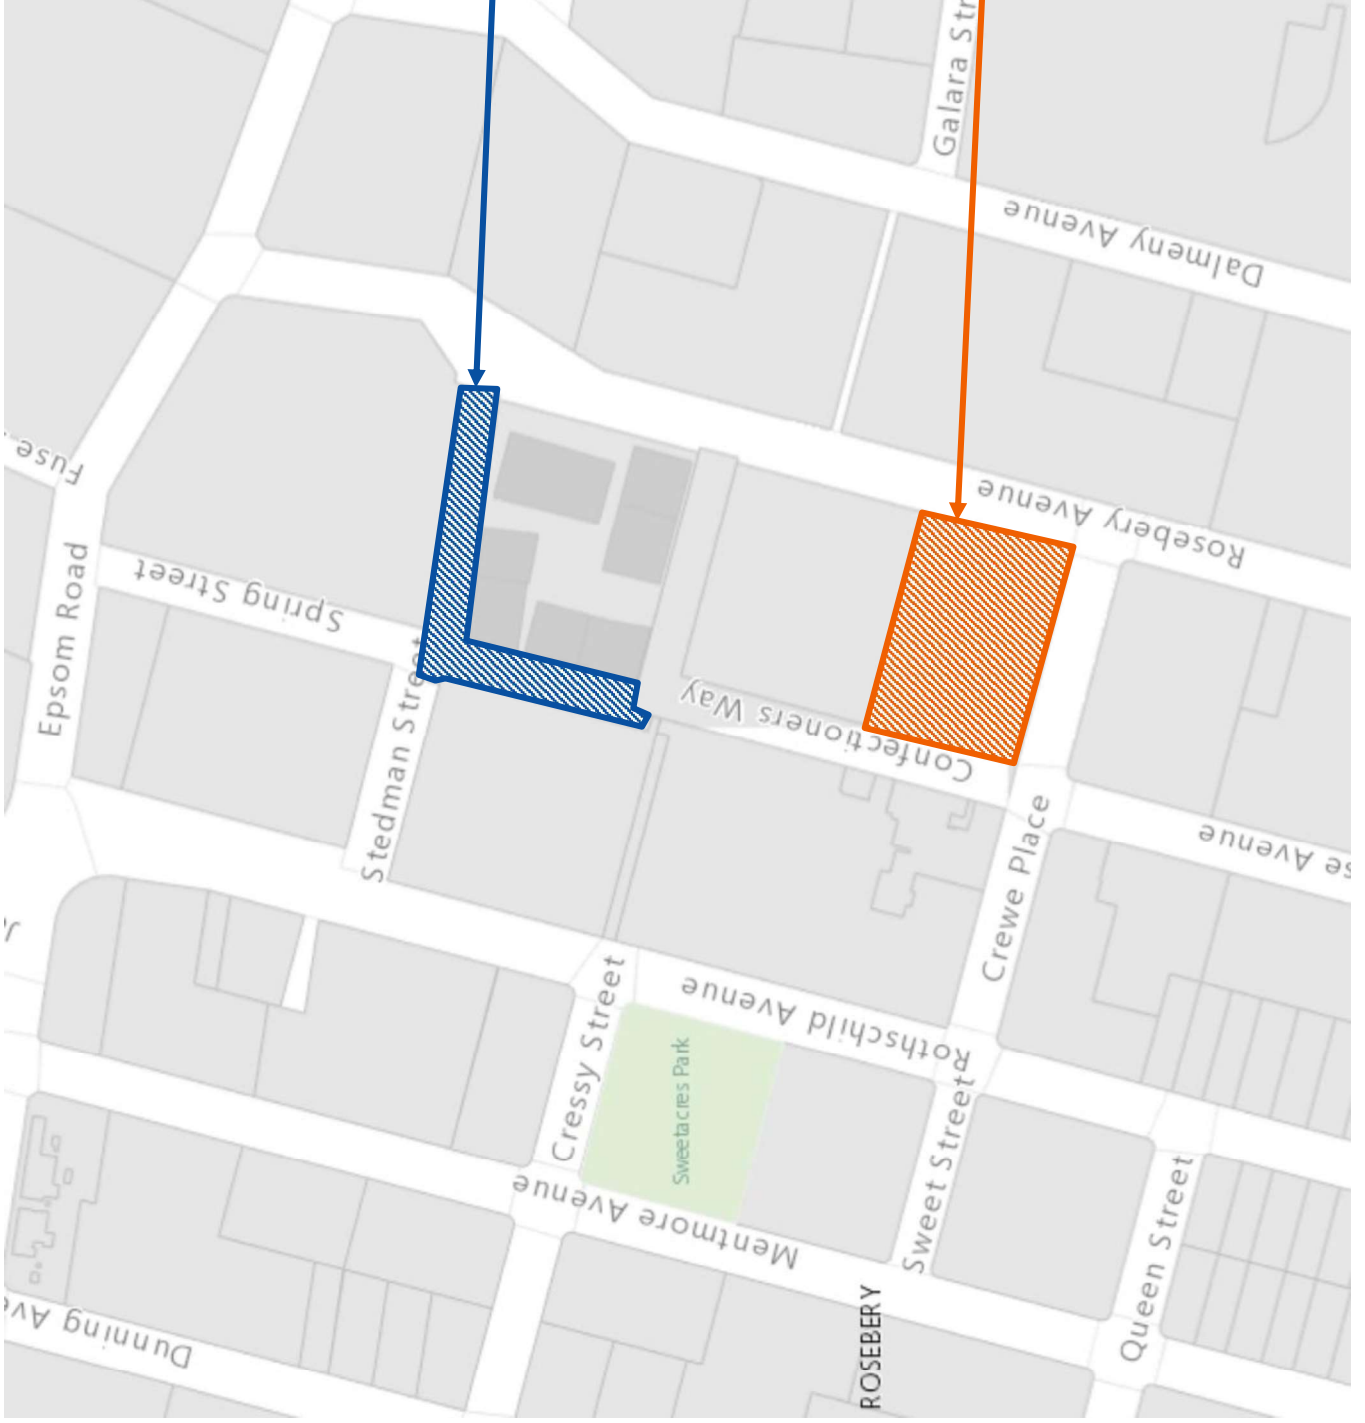 Galara Str
Dalmeny Avenue
Rosebery Avenue
Fuse
Epsom Road
Spring Street
Stedman Street
Confectioners Way
Crewe Place
se Avenue
Rothschild Avenue
Cressy Street
Sweetacres Park
Sweet Street
Mentmore Avenue
Queen Street
ROSEBERY
Dunning Ave